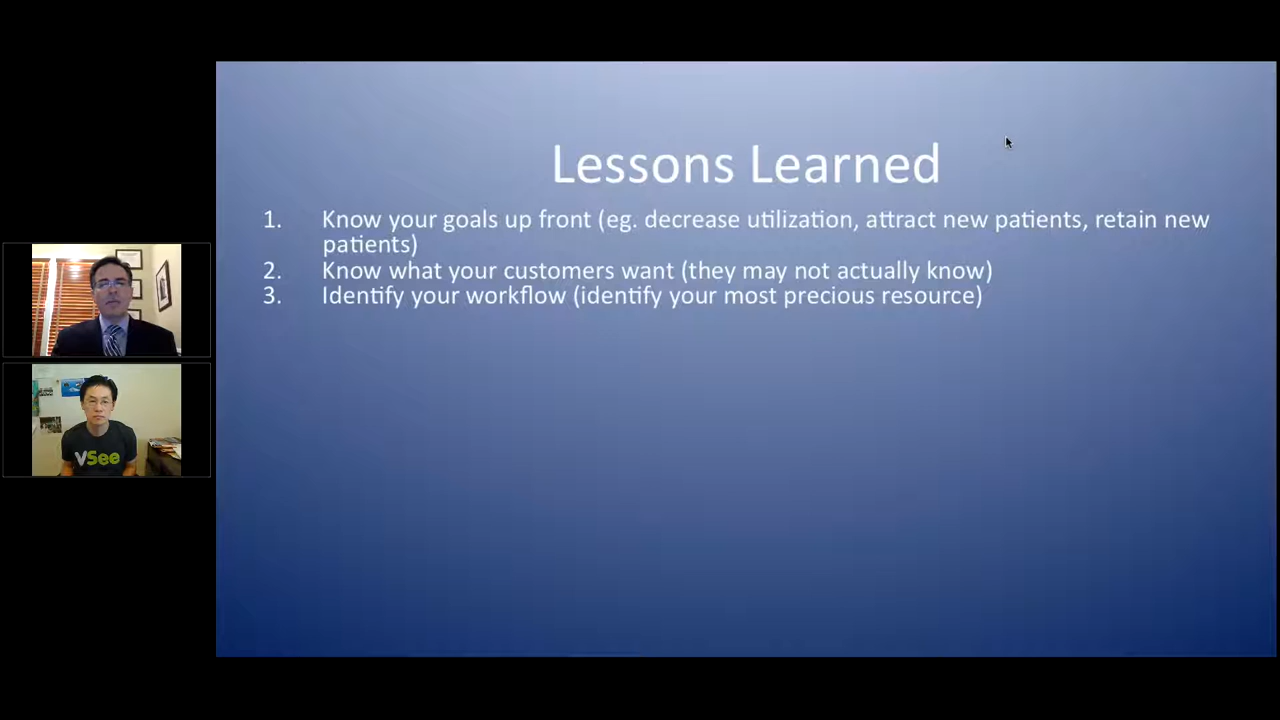 Lessons Learned
1. Know your goals up front (eg. decrease utilization, attract new patients, retain new
patients)
2. Know what your customers want (they may not actually know)
3. Identify your workflow (identify your most precious resource)
VSee